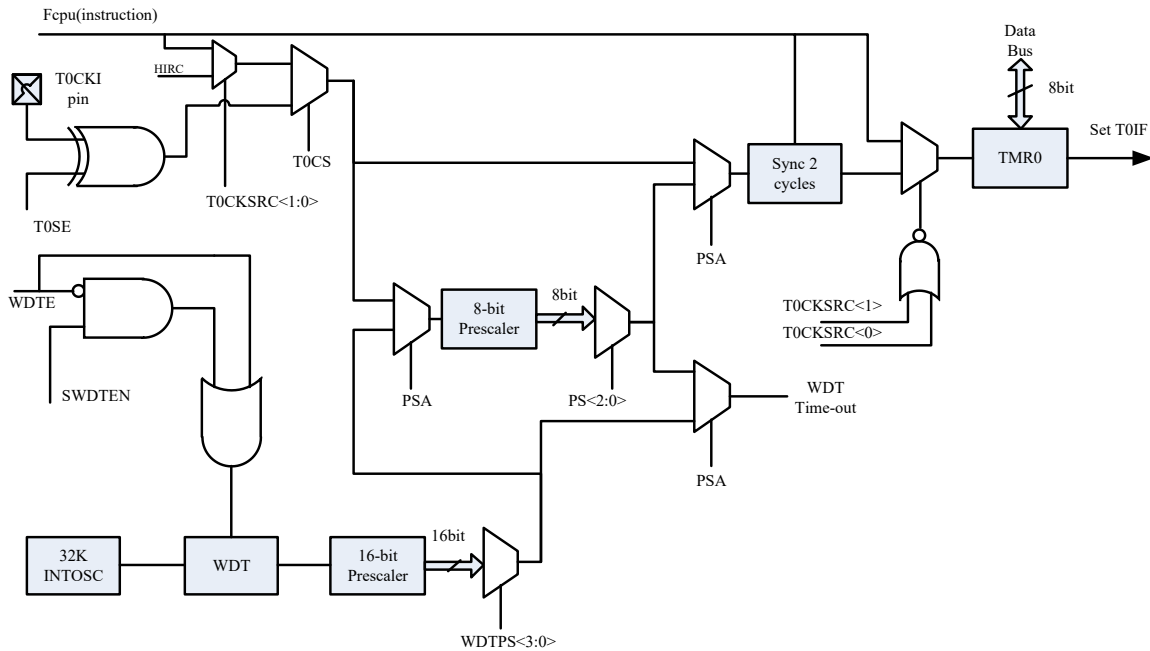 Fcpu(instruction)
Data
Bus
8bit
HIRC
T0CKI
pin
T0CS
T0CKSRC<1:0>
T0SE
Sync 2
cycles
TMR0
Set T0IF
PSA
WDTE
SWDTEN
8-bit
Prescaler
8bit
PSA
PS<2:0>
T0CKSRC<1>
T0CKSRC<0>
WDT
Time-out
PSA
32K
INTOSC
WDT
16-bit
Prescaler
16bit
WDTPS<3:0>